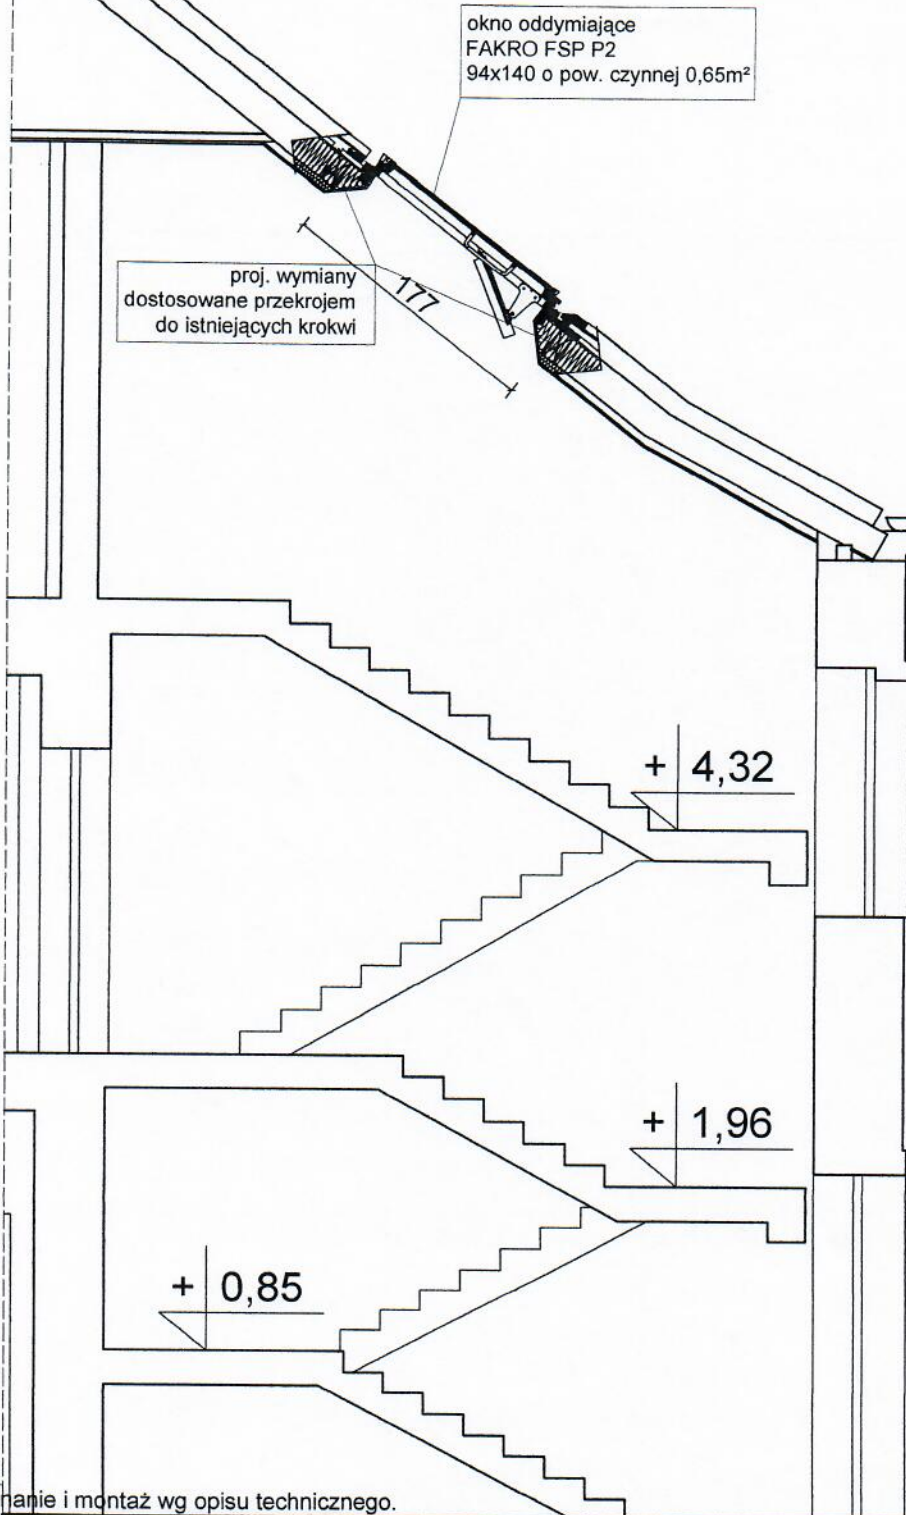 okno oddymiające
FAKRO FSP P2
94x140 o pow. czynnej 0,65m²
proj. wymiany
dostosowane przekrojem
do istniejących krokwi
177
+ 4,32
+ 1,96
+ 0,85
i montaż wg opisu technicznego.